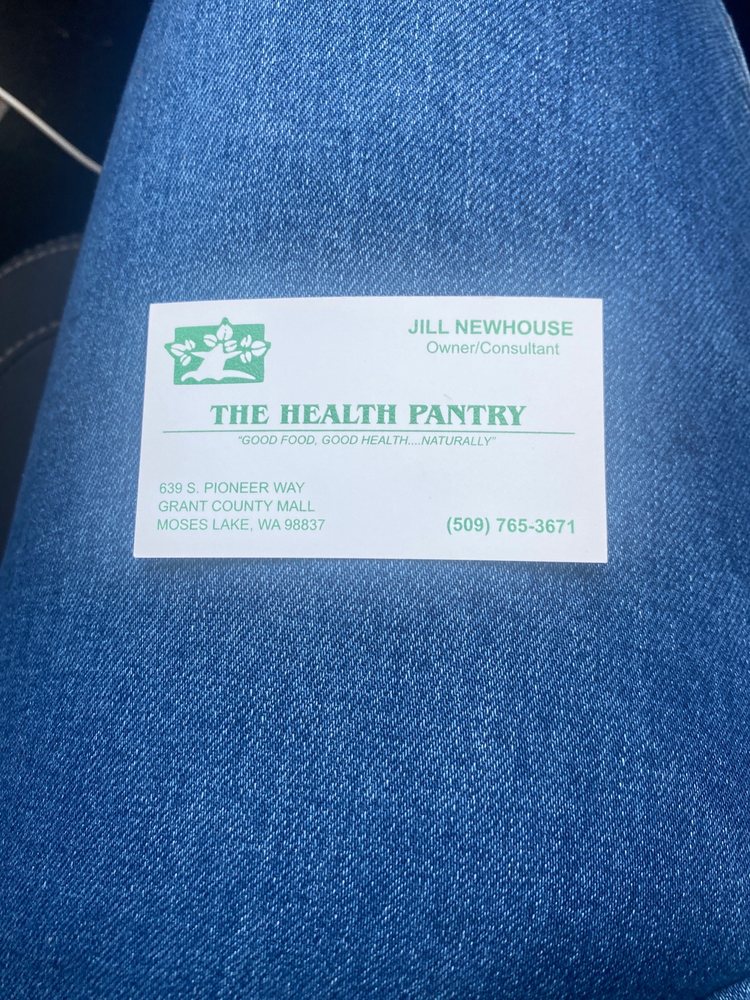 JILL NEWHOUSE
Owner/Consultant
THE HEALTH PANTRY
"GOOD FOOD, GOOD HEALTH....NATURALLY"
639 S. PIONEER WAY
GRANT COUNTY MALL
MOSES LAKE, WA 98837
(509) 765-3671